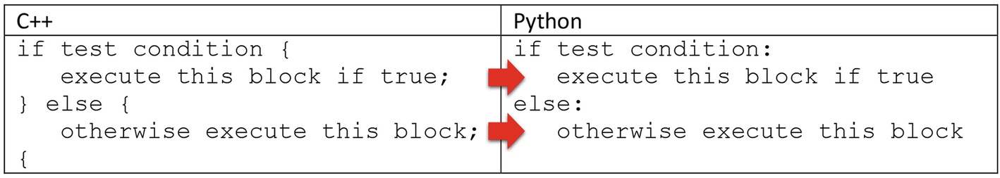 C++
if test condition {
   execute this block if true;
} else {
   otherwise execute this block;
{
Python
if test condition:
   execute this block if true
else:
   otherwise execute this block